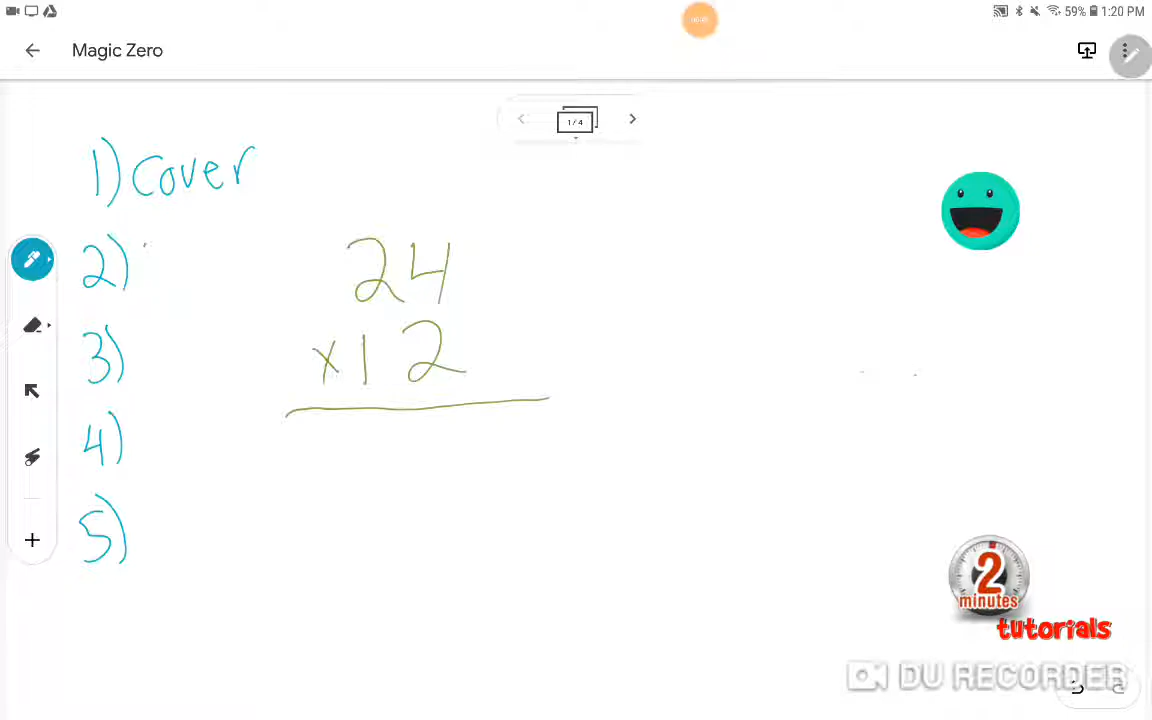 59% 1:20 PM
Magic Zero
1/4
1) Cover
2)
3)
4)
5)
24
x12
2
minutes
tutorials
DU RECORDER